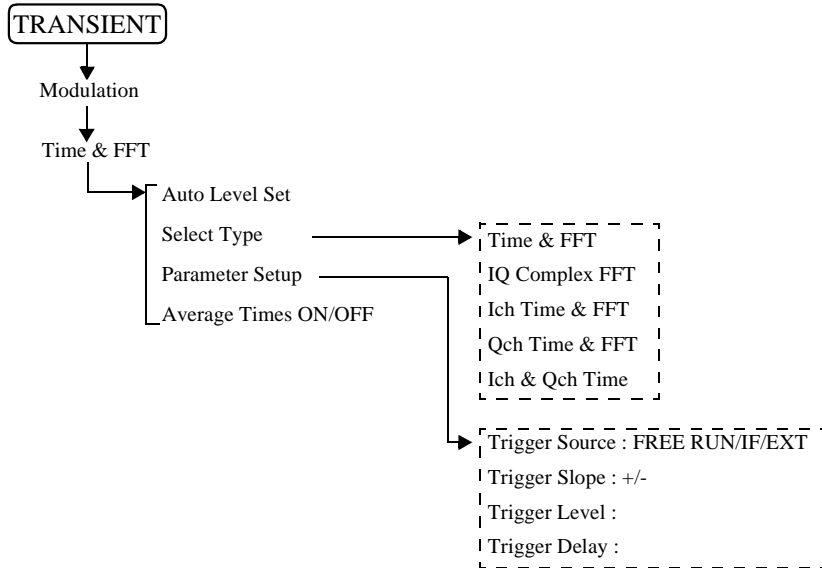 TRANSIENT
Modulation
Time & FFT
Auto Level Set
Select Type
Parameter Setup
Average Times ON/OFF
Time & FFT
IQ Complex FFT
Ich Time & FFT
Qch Time & FFT
Ich & Qch Time
Trigger Source : FREE RUN/IF/EXT
Trigger Slope : +/-
Trigger Level :
Trigger Delay :